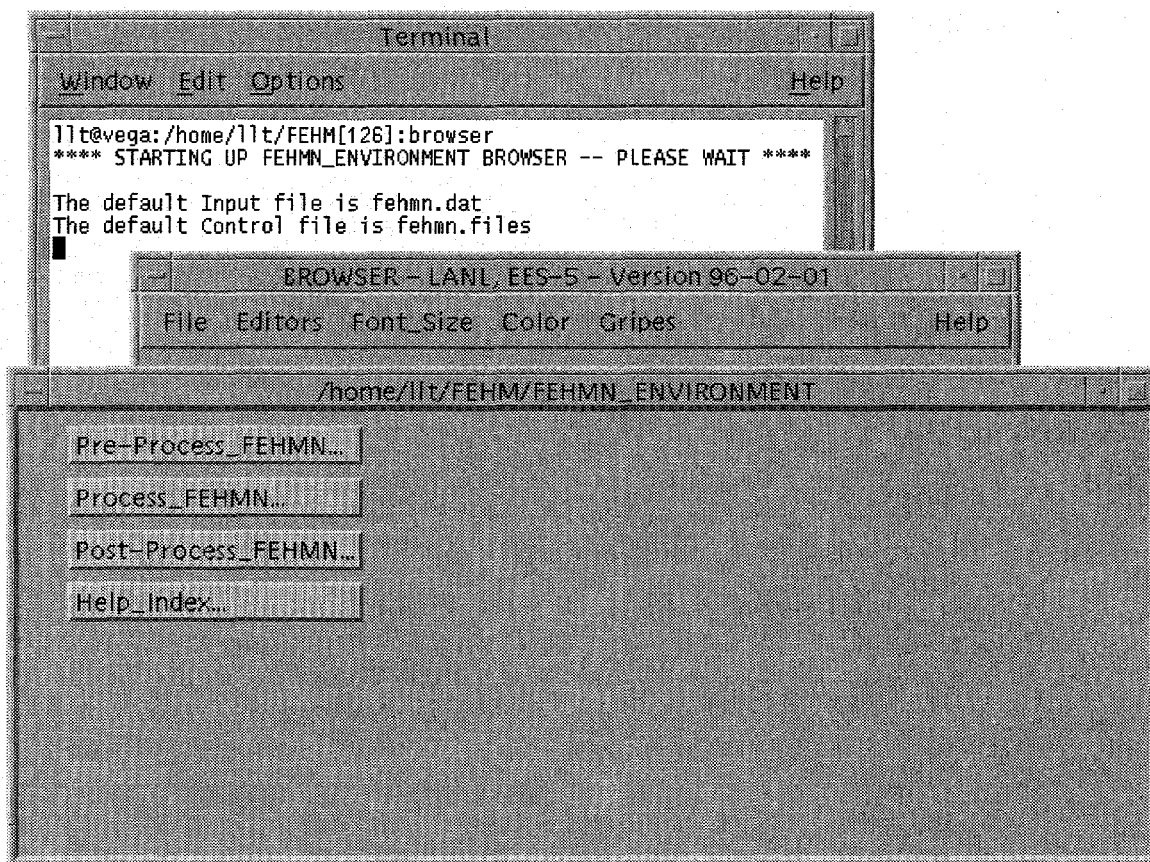 Terminal
Window Edit Options Help
llt@vega:/home/llt/FEHM[126]:browser
**** STARTING UP FEHMN_ENVIRONMENT BROWSER -- PLEASE WAIT ****
The default Input file is fehmn.dat
The default Control file is fehmn.files
BROWSER - LANL, EES-5 - Version 96-02-01
File Editors Font_Size Color Gripes Help
/home/llt/FEHM/FEHMN_ENVIRONMENT
Pre-Process_FEHMN...
Process_FEHMN...
Post-Process_FEHMN...
Help_Index...